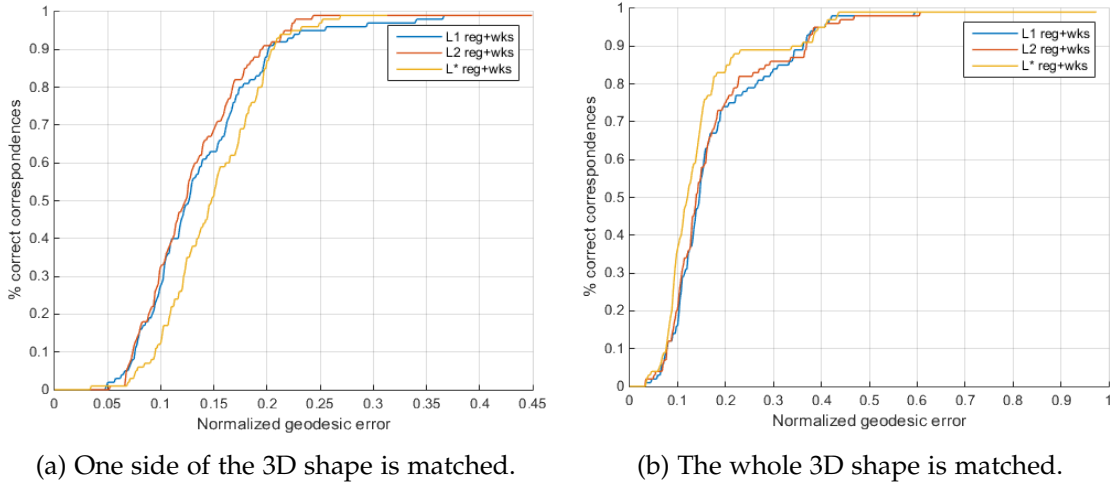 1
0.9
0.8
0.7
0.6
0.5
0.4
0.3
0.2
0.1
0
% correct correspondences
L1 reg+wks
L2 reg+wks
L* reg+wks
0 0.05 0.1 0.15 0.2 0.25 0.3 0.35 0.4 0.45
Normalized geodesic error
(a) One side of the 3D shape is matched.
1
0.9
0.8
0.7
0.6
0.5
0.4
0.3
0.2
0.1
0
% correct correspondences
L1 reg+wks
L2 reg+wks
L* reg+wks
0 0.1 0.2 0.3 0.4 0.5 0.6 0.7 0.8 0.9 1
Normalized geodesic error
(b) The whole 3D shape is matched.